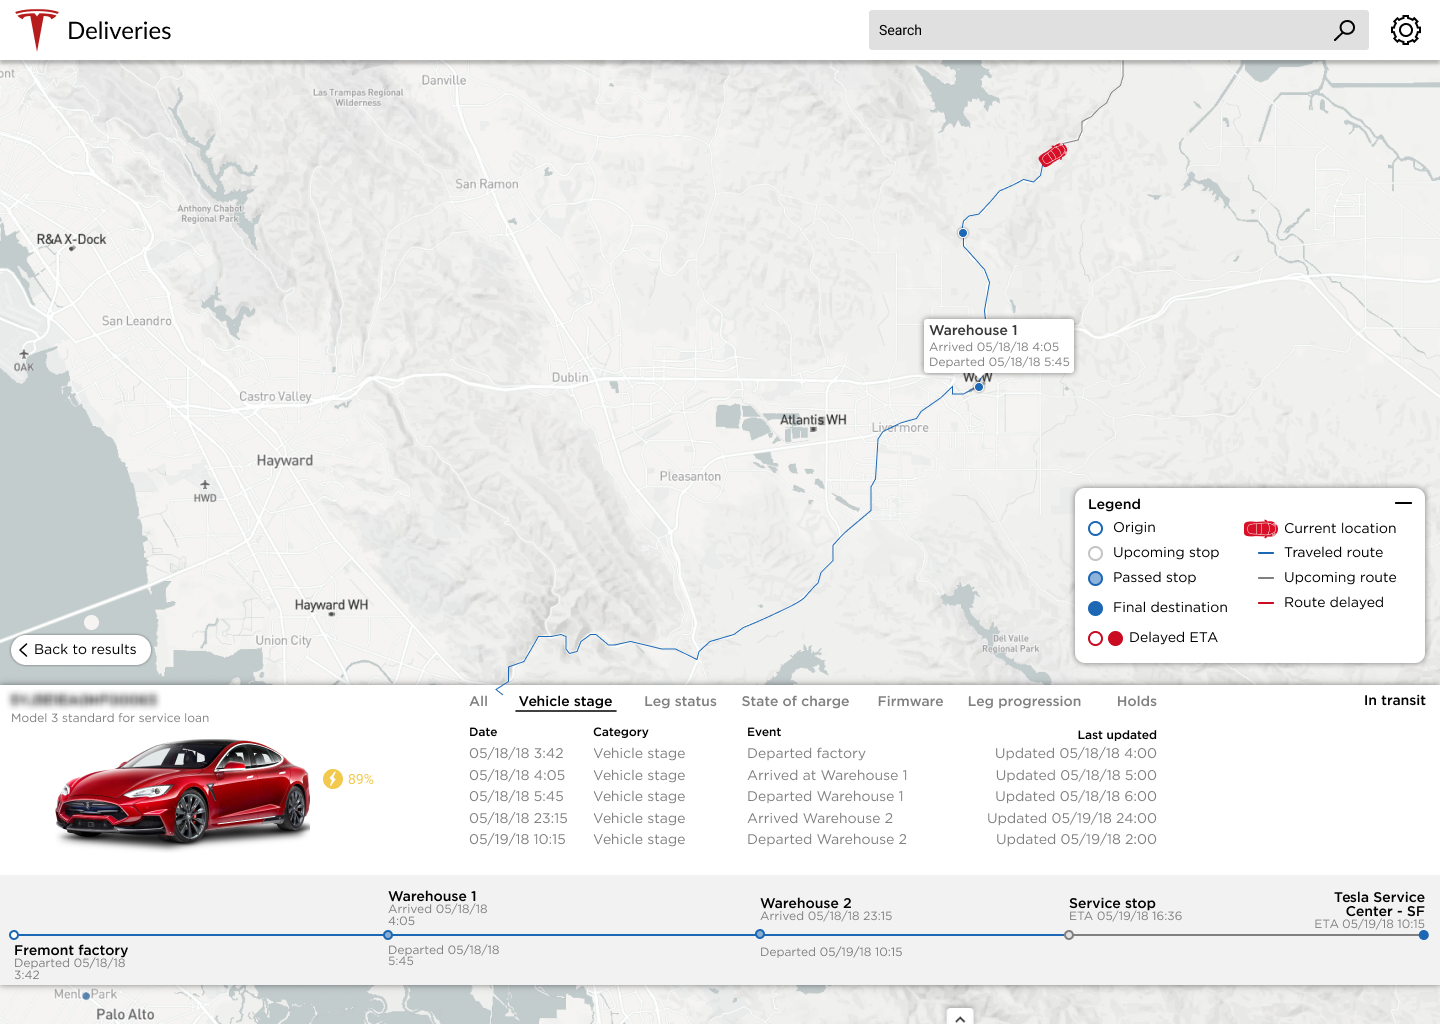 Deliveries
Search
ont
Danville
Las Trampas Regional
Wilderness
San Ramon
Anthony Chabot
Regional Park
R&A X-Dock
San Leandro
OAK
Warehouse 1
Arrived 05/18/18 4:05
Departed 05/18/18 5:45
WoW
Dublin
Castro Valley
Atlantis WH
Livermore
Hayward
Pleasanton
HWD
Legend
Origin
Current location
Upcoming stop
Traveled route
Passed stop
Upcoming route
Final destination
Route delayed
Delayed ETA
Hayward WH
Union City
Del Valle
Regional Park
Back to results
Model 3 standard for service loan
89%
All Vehicle stage Leg status State of charge Firmware Leg progression Holds
In transit
Date Category Event Last updated
05/18/18 3:42 Vehicle stage Departed factory Updated 05/18/18 4:00
05/18/18 4:05 Vehicle stage Arrived at Warehouse 1 Updated 05/18/18 5:00
05/18/18 5:45 Vehicle stage Departed Warehouse 1 Updated 05/18/18 6:00
05/18/18 23:15 Vehicle stage Arrived Warehouse 2 Updated 05/19/18 24:00
05/19/18 10:15 Vehicle stage Departed Warehouse 2 Updated 05/19/18 2:00
Fremont factory
Departed 05/18/18
3:42
Warehouse 1
Arrived 05/18/18
4:05
Departed 05/18/18
5:45
Warehouse 2
Arrived 05/18/18 23:15
Departed 05/19/18 10:15
Service stop
ETA 05/19/18 16:36
Tesla Service
Center - SF
ETA 05/19/18 10:15
Menlo Park
Palo Alto